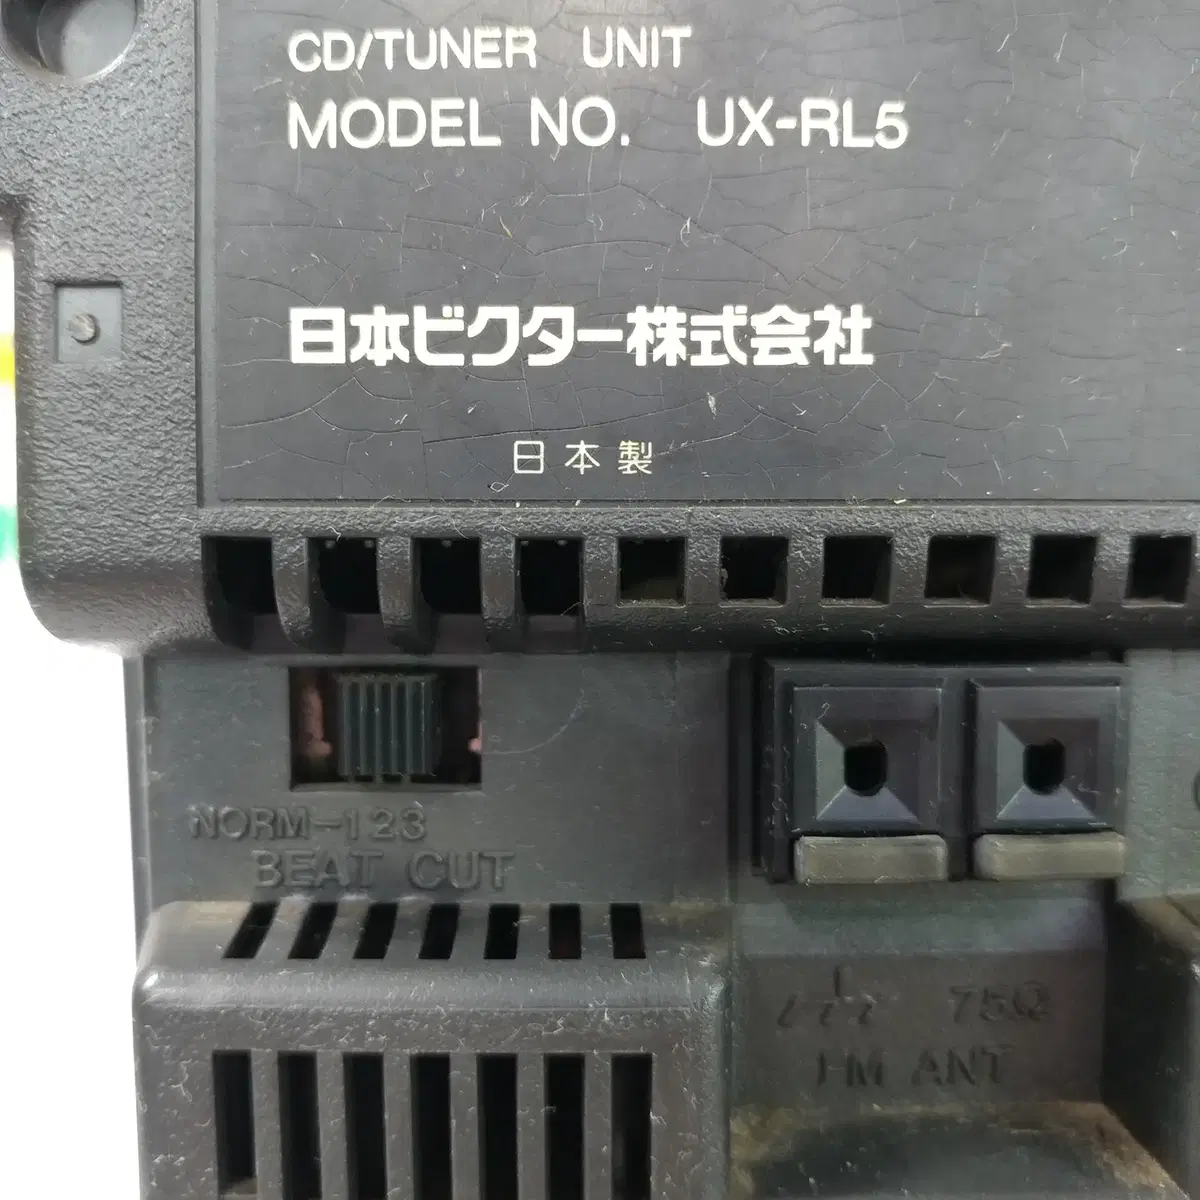 CD/TUNER UNIT
MODEL NO. UX-RL5
日本ビクター株式会社
日本製
NORM-123
BEAT CUT
75Ω
FM ANT